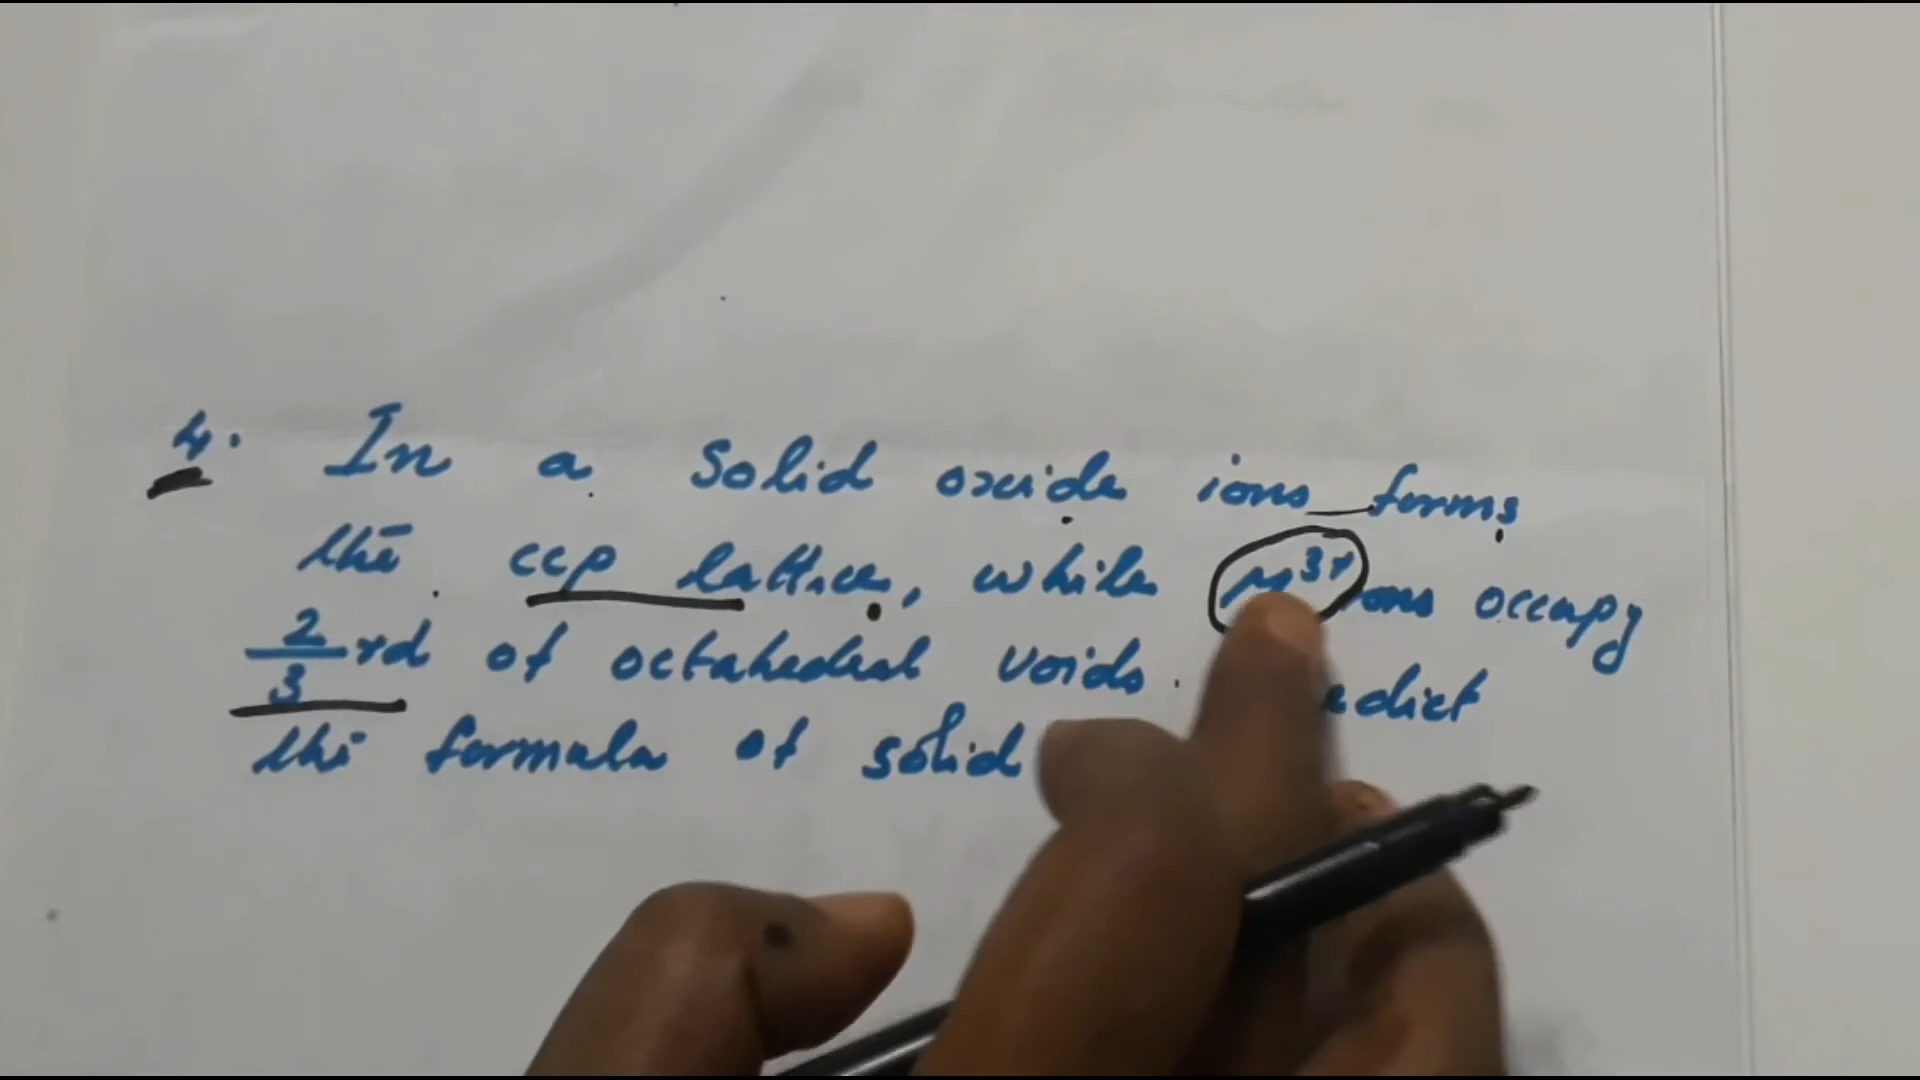 4. In a Solid oxide ions forms
the ccp lattice, while M³⁺ ions occupy
2/3 rd of octahedral voids.
the formula of solid